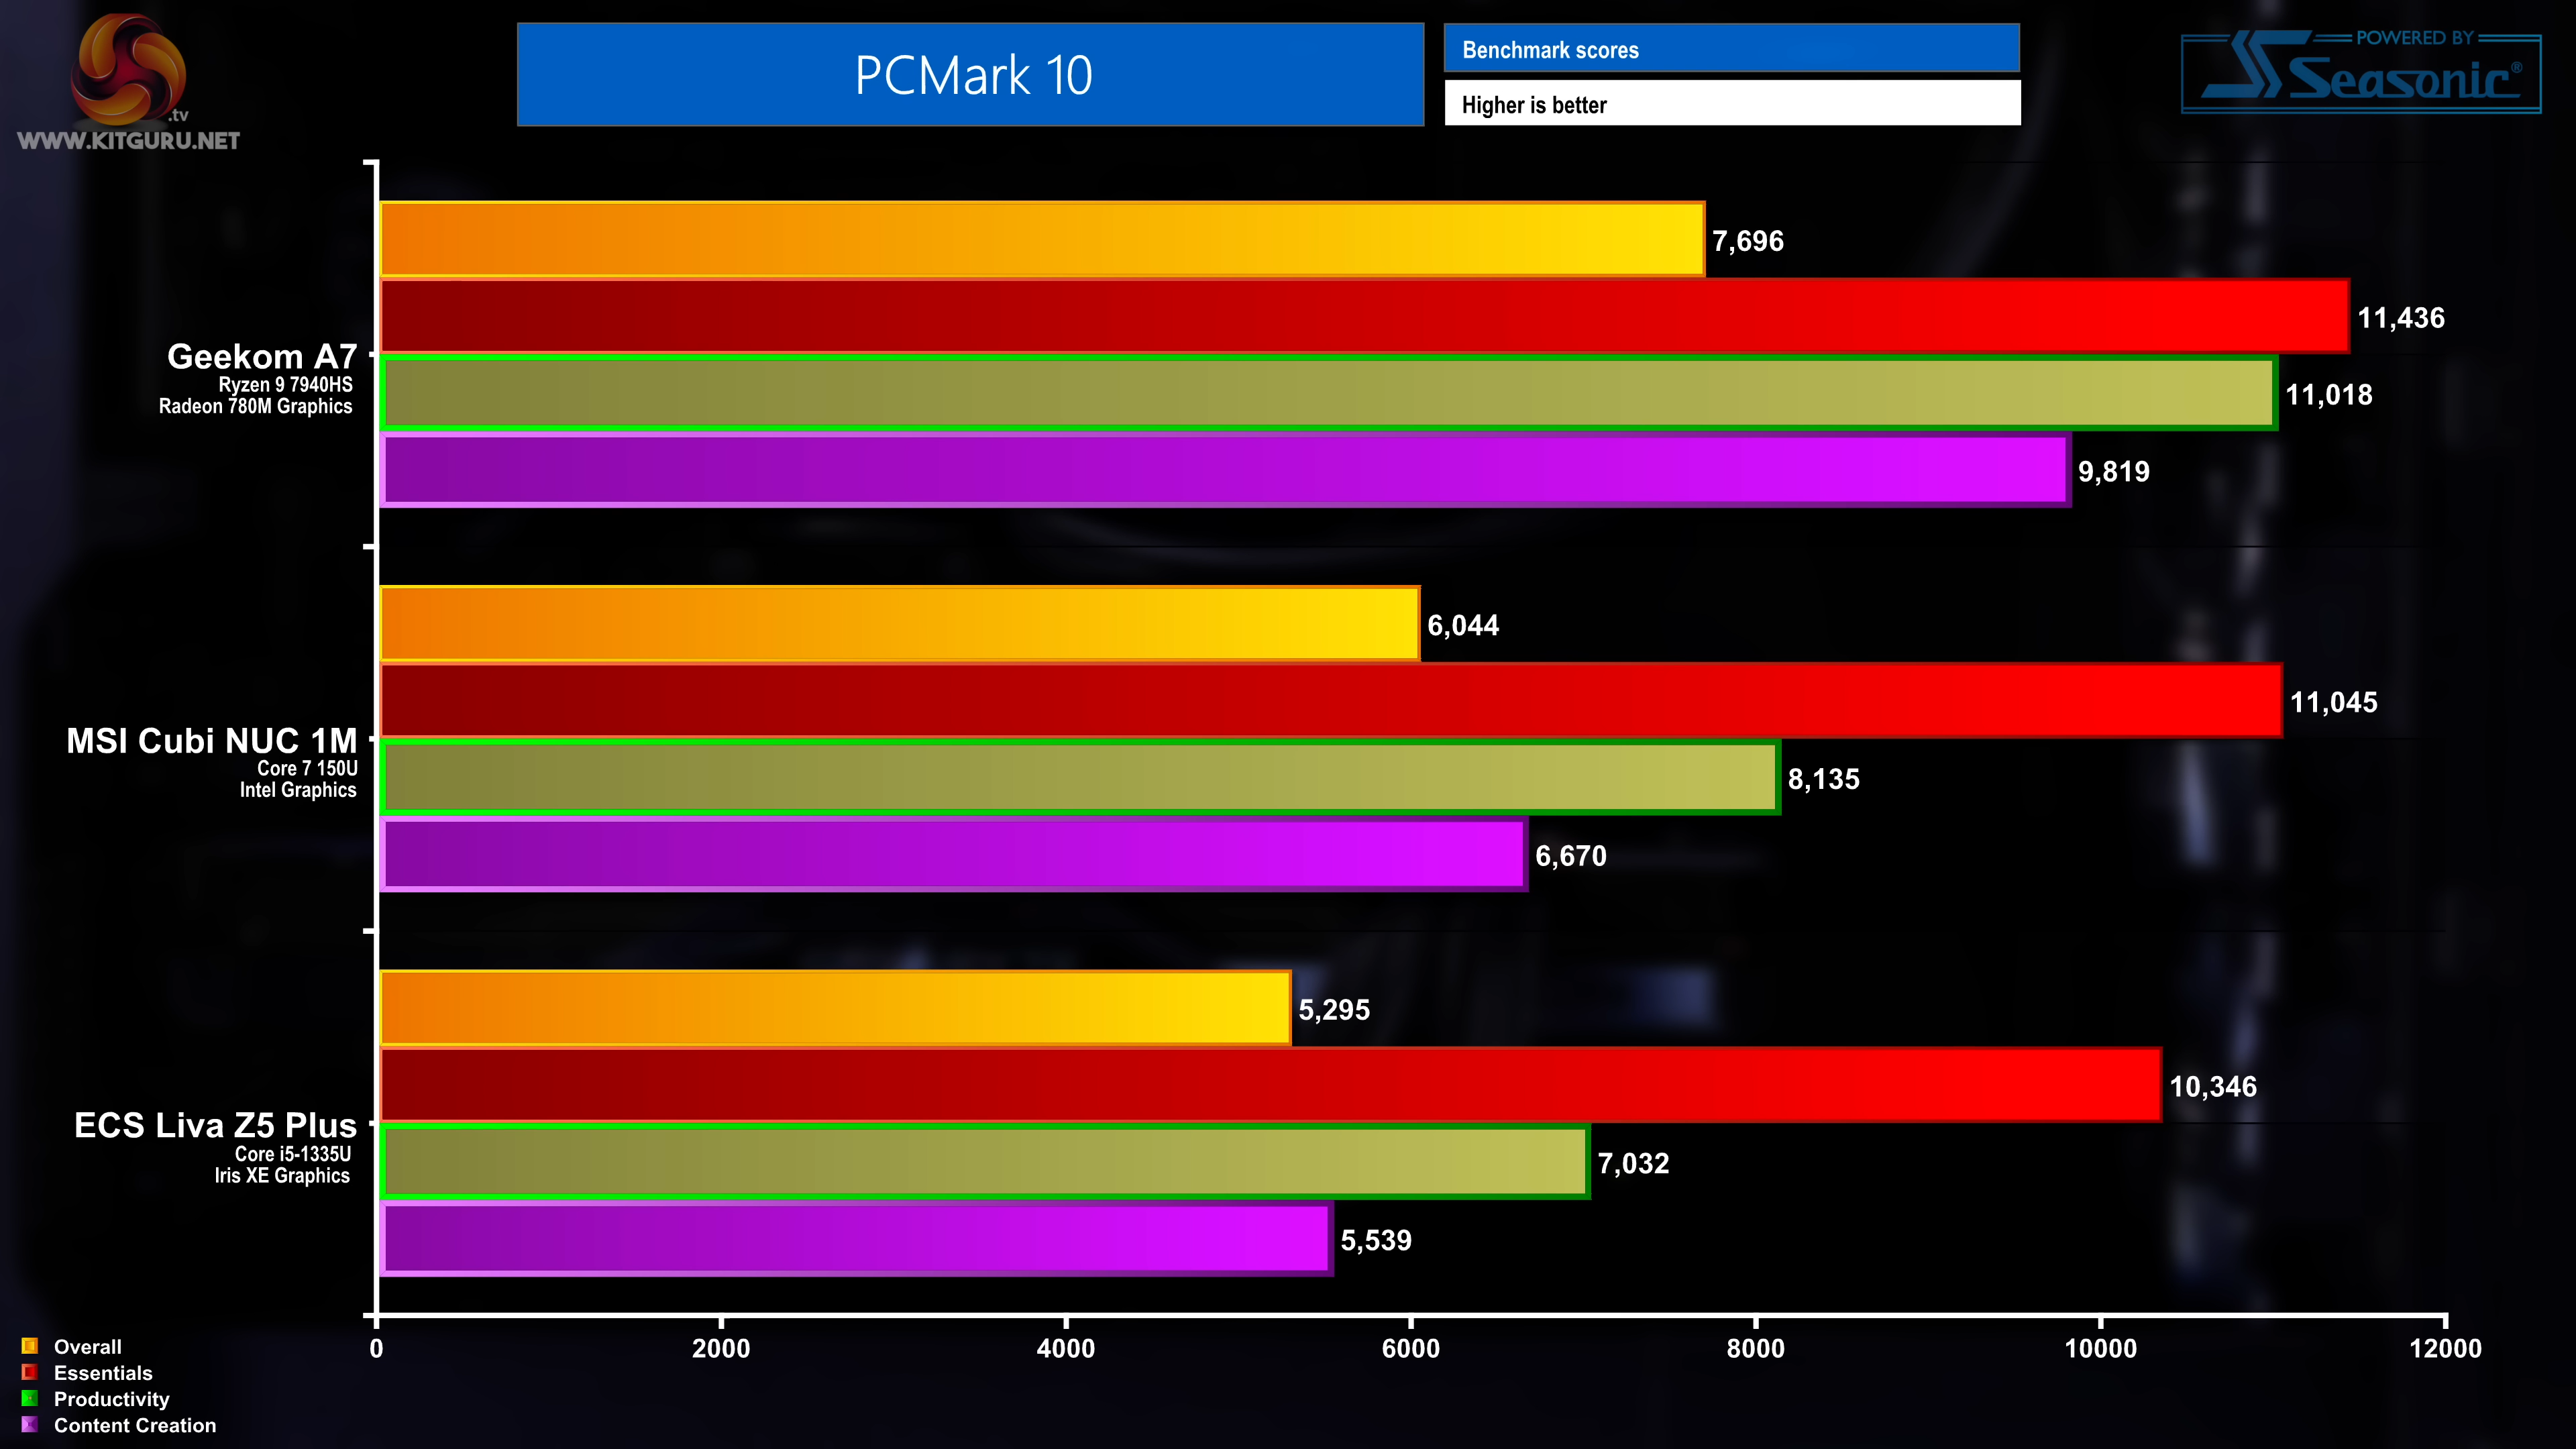 .tv
WWW.KITGURU.NET
PCMark 10
Benchmark scores
Higher is better
POWERED BY
Seasonic®
7,696
11,436
Geekom A7
Ryzen 9 7940HS
Radeon 780M Graphics
11,018
9,819
6,044
11,045
MSI Cubi NUC 1M
Core 7 150U
Intel Graphics
8,135
6,670
5,295
10,346
ECS Liva Z5 Plus
Core i5-1335U
Iris XE Graphics
7,032
5,539
0 2000 4000 6000 8000 10000 12000
Overall
Essentials
Productivity
Content Creation